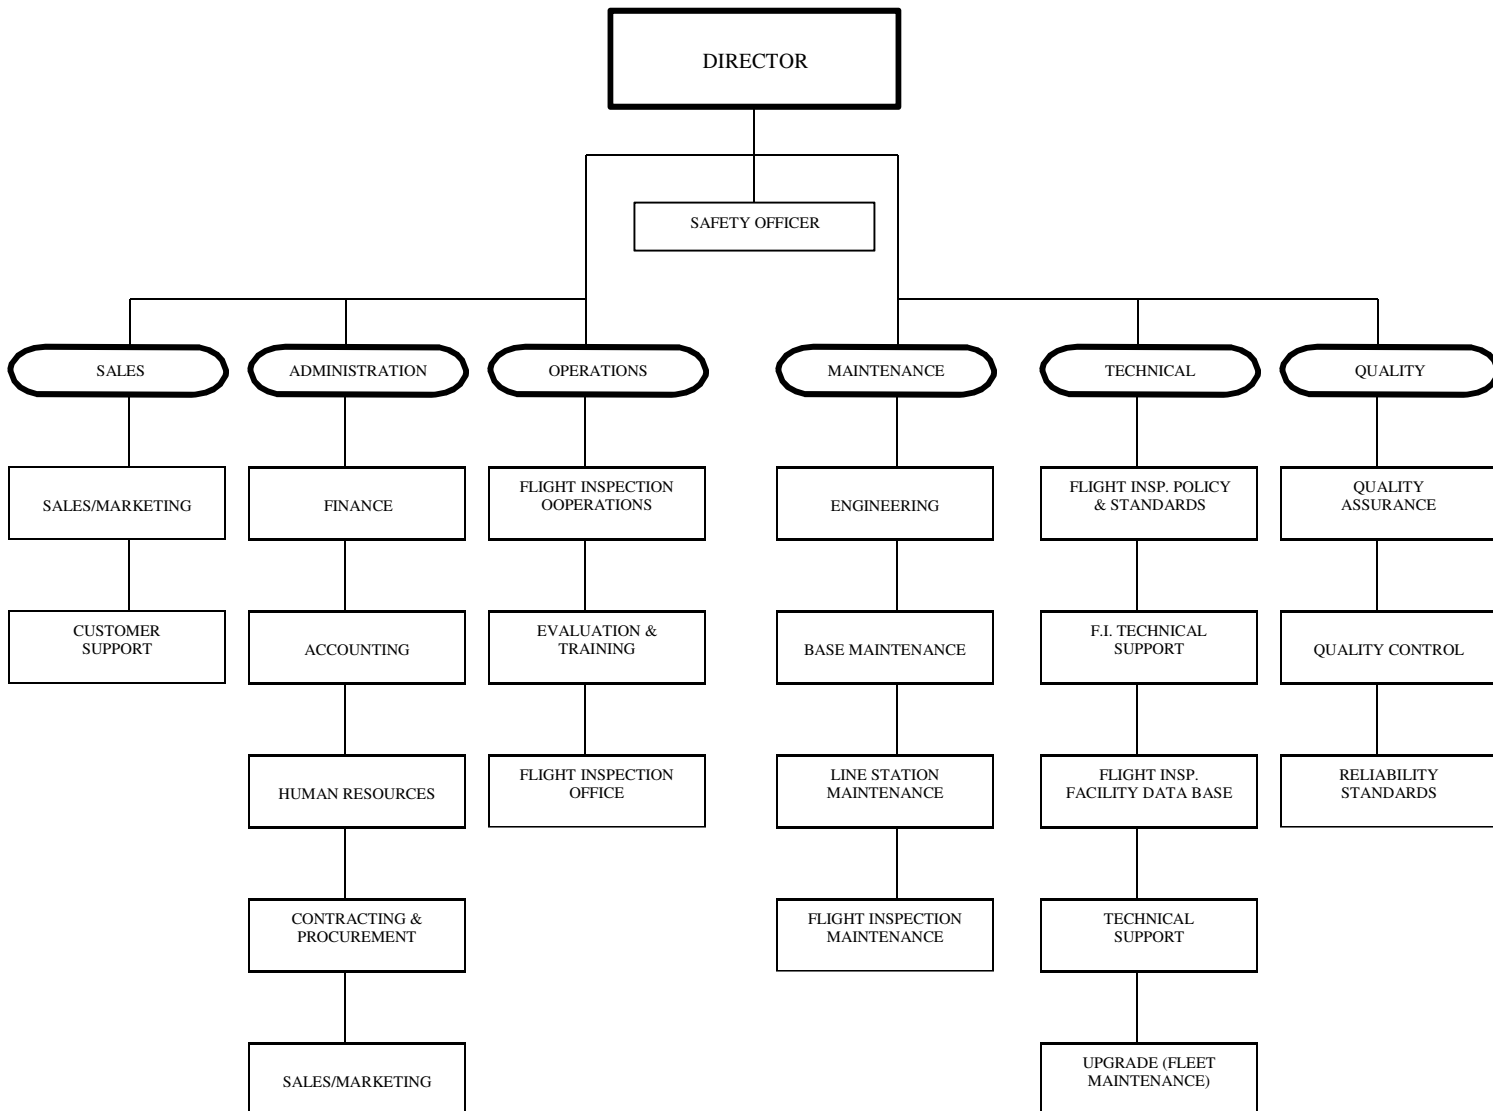 DIRECTOR
SAFETY OFFICER
SALES
ADMINISTRATION
OPERATIONS
MAINTENANCE
TECHNICAL
QUALITY
SALES/MARKETING
FINANCE
FLIGHT INSPECTION
OOPERATIONS
ENGINEERING
FLIGHT INSP. POLICY
& STANDARDS
QUALITY
ASSURANCE
CUSTOMER
SUPPORT
ACCOUNTING
EVALUATION &
TRAINING
BASE MAINTENANCE
F.I. TECHNICAL
SUPPORT
QUALITY CONTROL
HUMAN RESOURCES
FLIGHT INSPECTION
OFFICE
LINE STATION
MAINTENANCE
FLIGHT INSP.
FACILITY DATA BASE
RELIABILITY
STANDARDS
CONTRACTING &
PROCUREMENT
FLIGHT INSPECTION
MAINTENANCE
TECHNICAL
SUPPORT
SALES/MARKETING
UPGRADE (FLEET
MAINTENANCE)